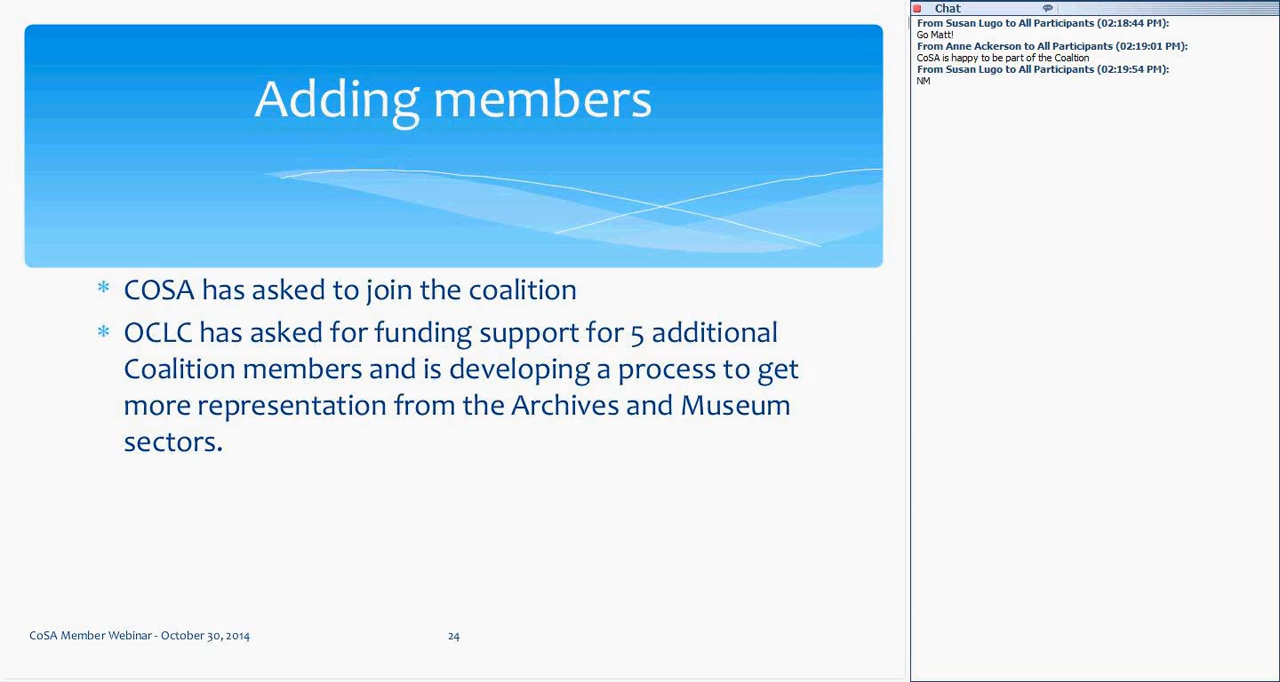 Adding members
* COSA has asked to join the coalition
* OCLC has asked for funding support for 5 additional
Coalition members and is developing a process to get
more representation from the Archives and Museum
sectors.
CoSA Member Webinar - October 30, 2014
24
Chat
From Susan Lugo to All Participants (02:18:44 PM):
Go Matt!
From Anne Ackerson to All Participants (02:19:01 PM):
CoSA is happy to be part of the Coaltion
From Susan Lugo to All Participants (02:19:54 PM):
NM